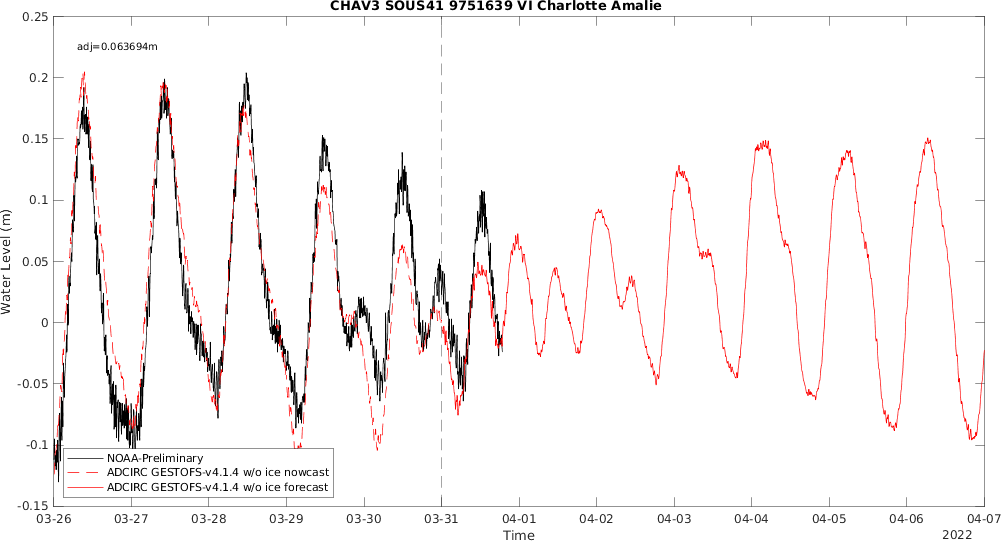 CHAV3 SOUS41 9751639 VI Charlotte Amalie
adj=0.063694m
0.25
0.2
0.15
0.1
0.05
0
-0.05
-0.1
-0.15
Water Level (m)
NOAA-Preliminary
ADCIRC GESTOFS-v4.1.4 w/o ice nowcast
ADCIRC GESTOFS-v4.1.4 w/o ice forecast
03-26 03-27 03-28 03-29 03-30 03-31 04-01 04-02 04-03 04-04 04-05 04-06 04-07
Time
2022